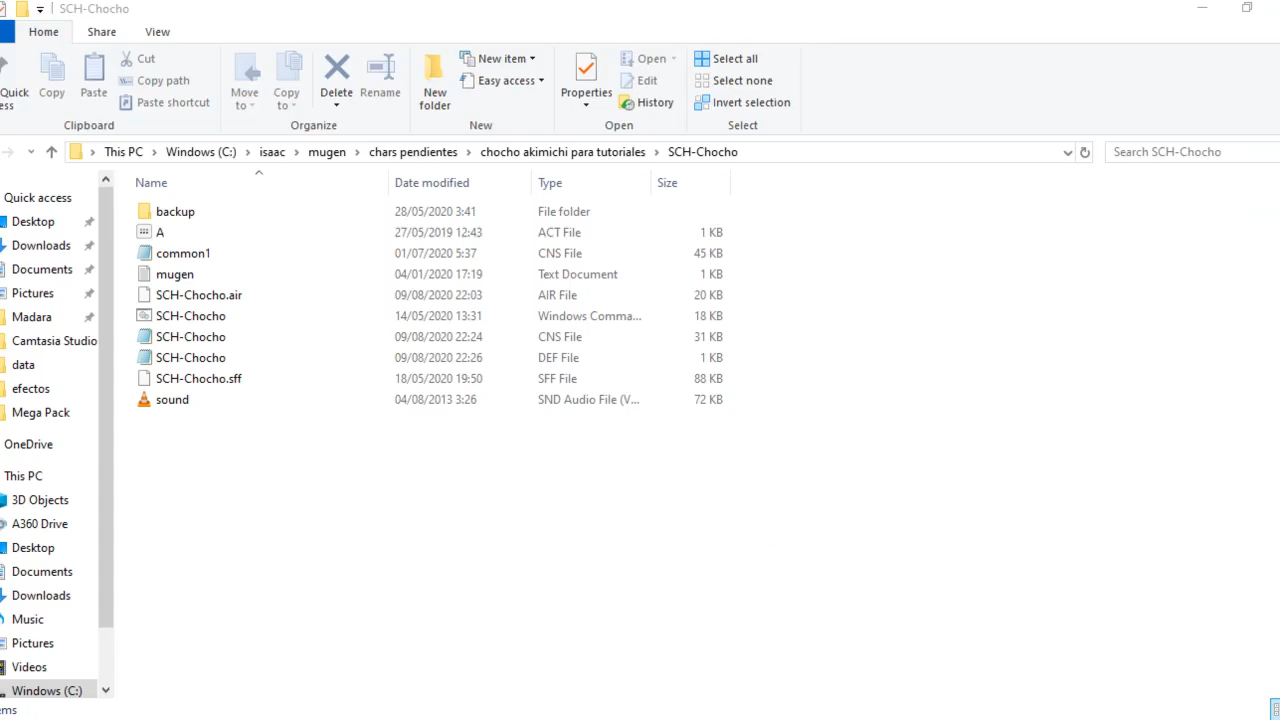 SCH-Chocho
Home Share View
Copy
Paste
Cut
Copy path
Paste shortcut
Clipboard
Move to
Copy to
Delete
Rename
Organize
New folder
New item
Easy access
New
Properties
Open
Edit
History
Open
Select all
Select none
Invert selection
Select
Quick
ess
This PC > Windows (C:) > isaac > mugen > chars pendientes > chocho akimichi para tutoriales > SCH-Chocho
Search SCH-Chocho
Name Date modified Type Size
backup 28/05/2020 3:41 File folder
A 27/05/2019 12:43 ACT File 1 KB
common1 01/07/2020 5:37 CNS File 45 KB
mugen 04/01/2020 17:19 Text Document 1 KB
SCH-Chocho.air 09/08/2020 22:03 AIR File 20 KB
SCH-Chocho 14/05/2020 13:31 Windows Comma... 18 KB
SCH-Chocho 09/08/2020 22:24 CNS File 31 KB
SCH-Chocho 09/08/2020 22:26 DEF File 1 KB
SCH-Chocho.sff 18/05/2020 19:50 SFF File 88 KB
sound 04/08/2013 3:26 SND Audio File (V... 72 KB
Quick access
Desktop
Downloads
Documents
Pictures
Madara
Camtasia Studio
data
efectos
Mega Pack
OneDrive
This PC
3D Objects
A360 Drive
Desktop
Documents
Downloads
Music
Pictures
Videos
Windows (C:)
ems